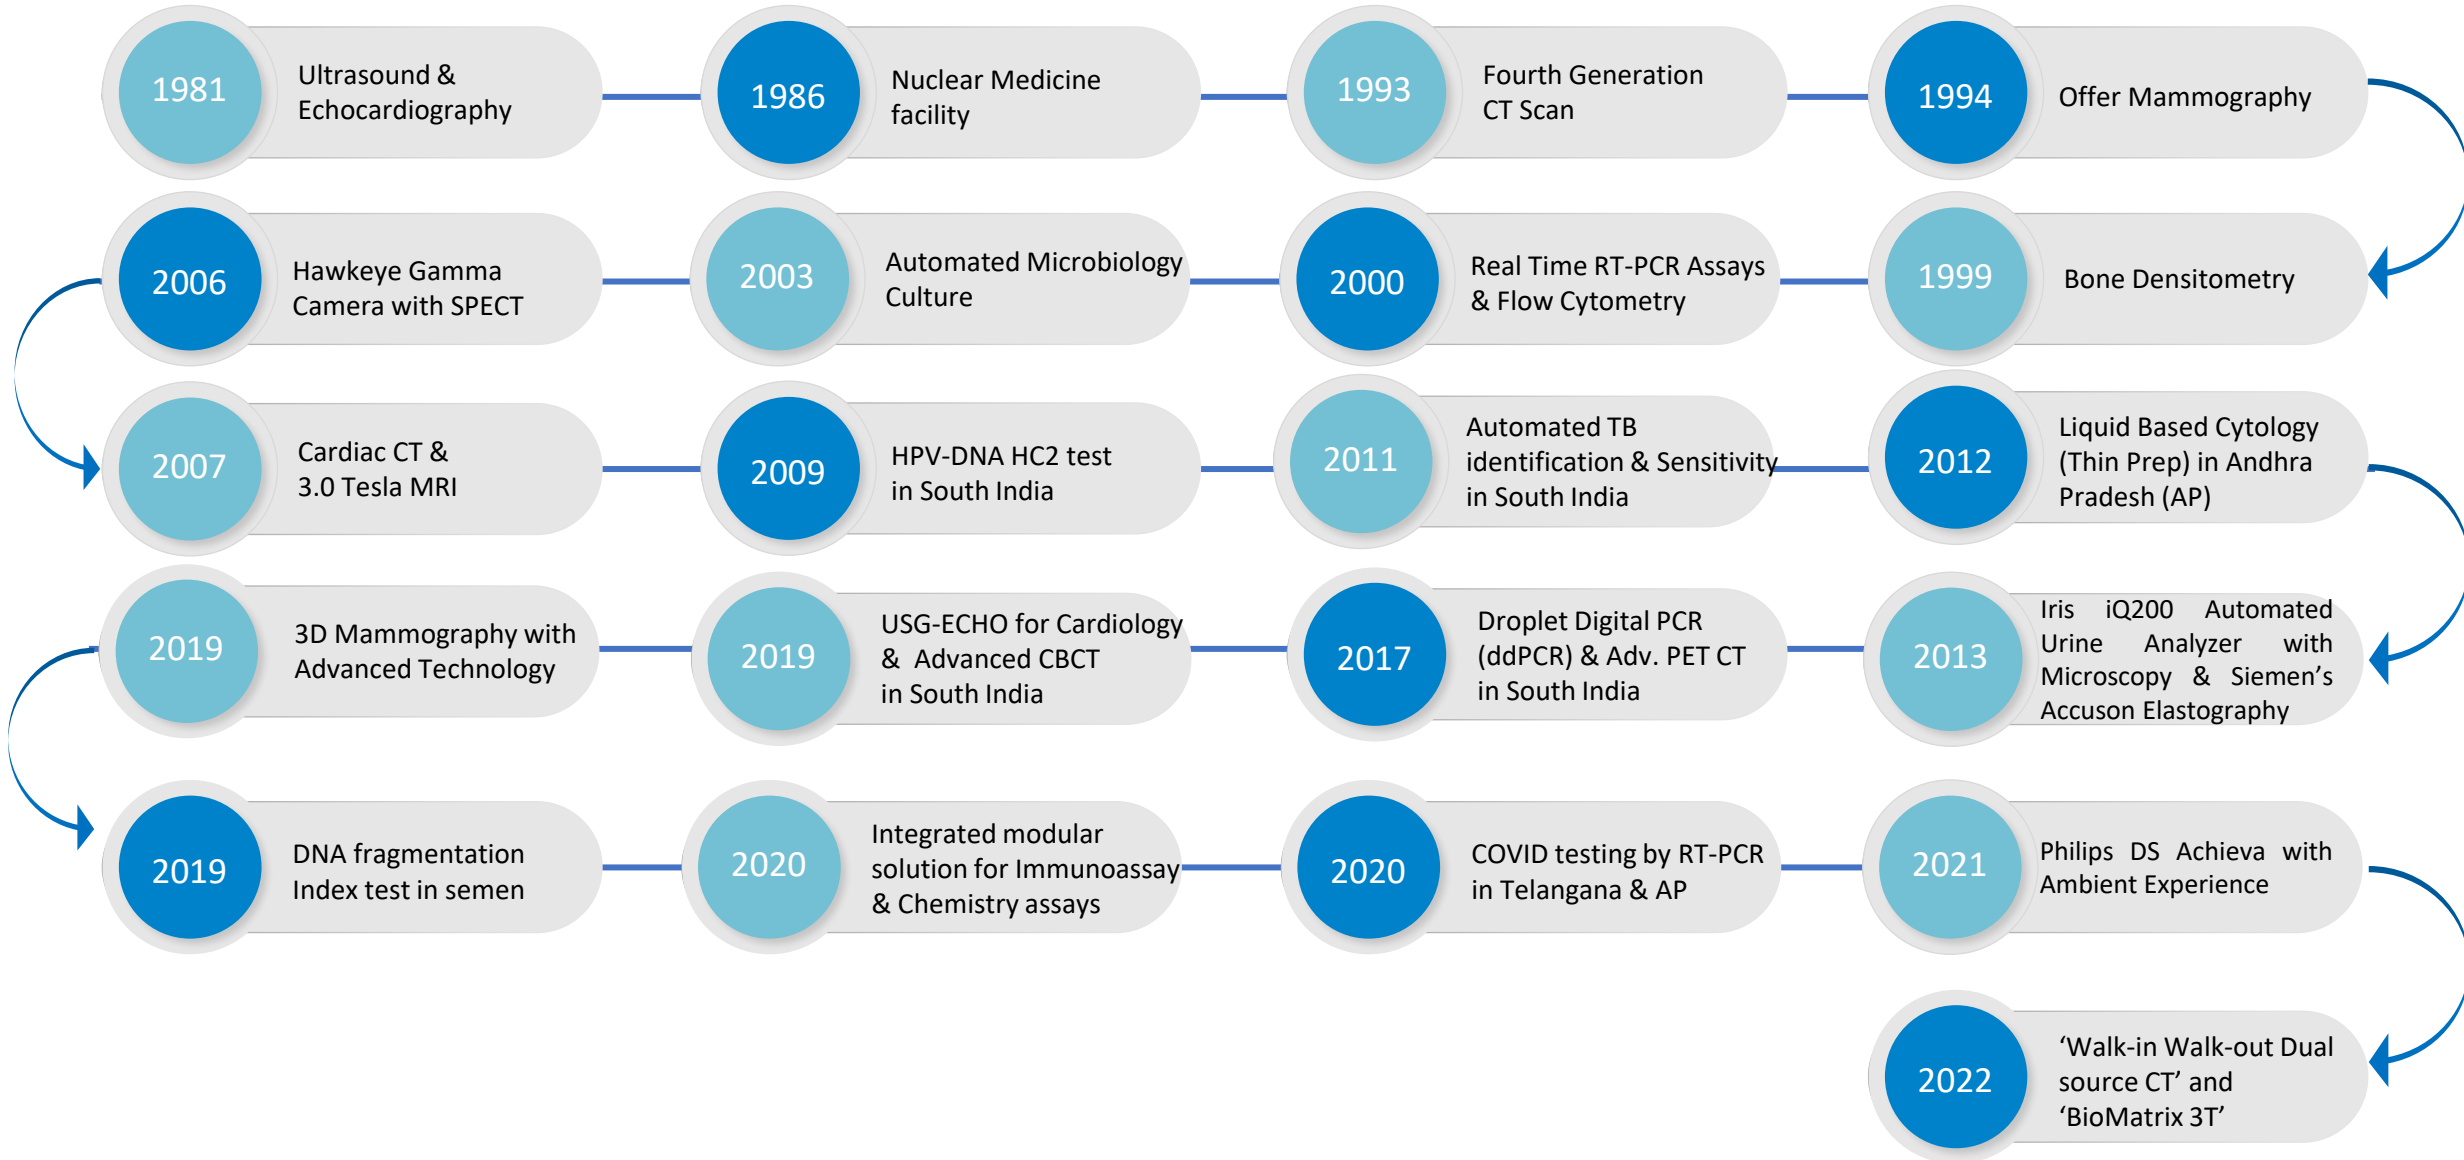 1981
Ultrasound &
Echocardiography
1986
Nuclear Medicine
facility
1993
Fourth Generation
CT Scan
1994
Offer Mammography
2006
Hawkeye Gamma
Camera with SPECT
2003
Automated Microbiology
Culture
2000
Real Time RT-PCR Assays
& Flow Cytometry
1999
Bone Densitometry
2007
Cardiac CT &
3.0 Tesla MRI
2009
HPV-DNA HC2 test
in South India
2011
Automated TB
identification & Sensitivity
in South India
2012
Liquid Based Cytology
(Thin Prep) in Andhra
Pradesh (AP)
2019
3D Mammography with
Advanced Technology
2019
USG-ECHO for Cardiology
& Advanced CBCT
in South India
2017
Droplet Digital PCR
(ddPCR) & Adv. PET CT
in South India
2013
Iris iQ200 Automated
Urine Analyzer with
Microscopy & Siemen’s
Accuson Elastography
2019
DNA fragmentation
Index test in semen
2020
Integrated modular
solution for Immunoassay
& Chemistry assays
2020
COVID testing by RT-PCR
in Telangana & AP
2021
Philips DS Achieva with
Ambient Experience
2022
‘Walk-in Walk-out Dual
source CT’ and
‘BioMatrix 3T’